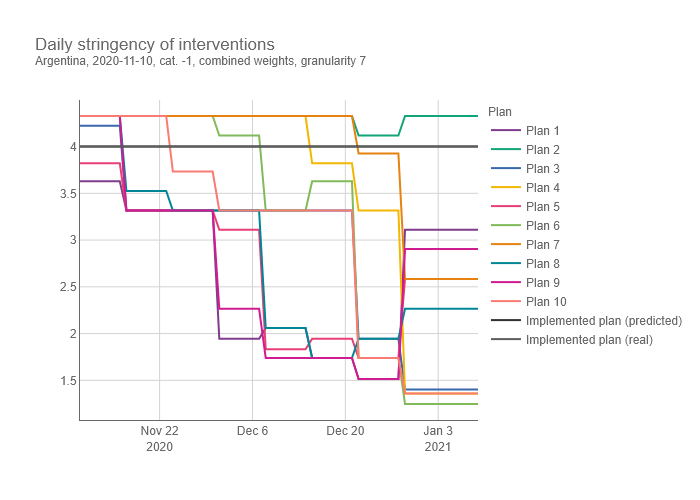 Daily stringency of interventions
Argentina, 2020-11-10, cat. -1, combined weights, granularity 7
Plan
Plan 1
Plan 2
Plan 3
Plan 4
Plan 5
Plan 6
Plan 7
Plan 8
Plan 9
Plan 10
Implemented plan (predicted)
Implemented plan (real)
4
3.5
3
2.5
2
1.5
Nov 22
2020
Dec 6
Dec 20
Jan 3
2021